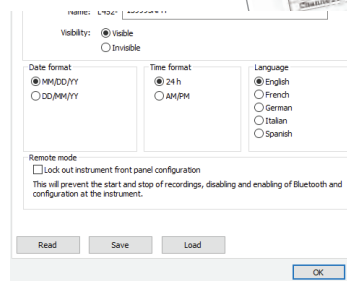 Name: L452-
Visibility: Visible
Invisible
Date format
MM/DD/YY
DD/MM/YY
Time format
24 h
AM/PM
Language
English
French
German
Italian
Spanish
Remote mode
Lock out instrument front panel configuration
This will prevent the start and stop of recordings, disabling and enabling of Bluetooth and
configuration at the instrument.
Read Save Load
OK